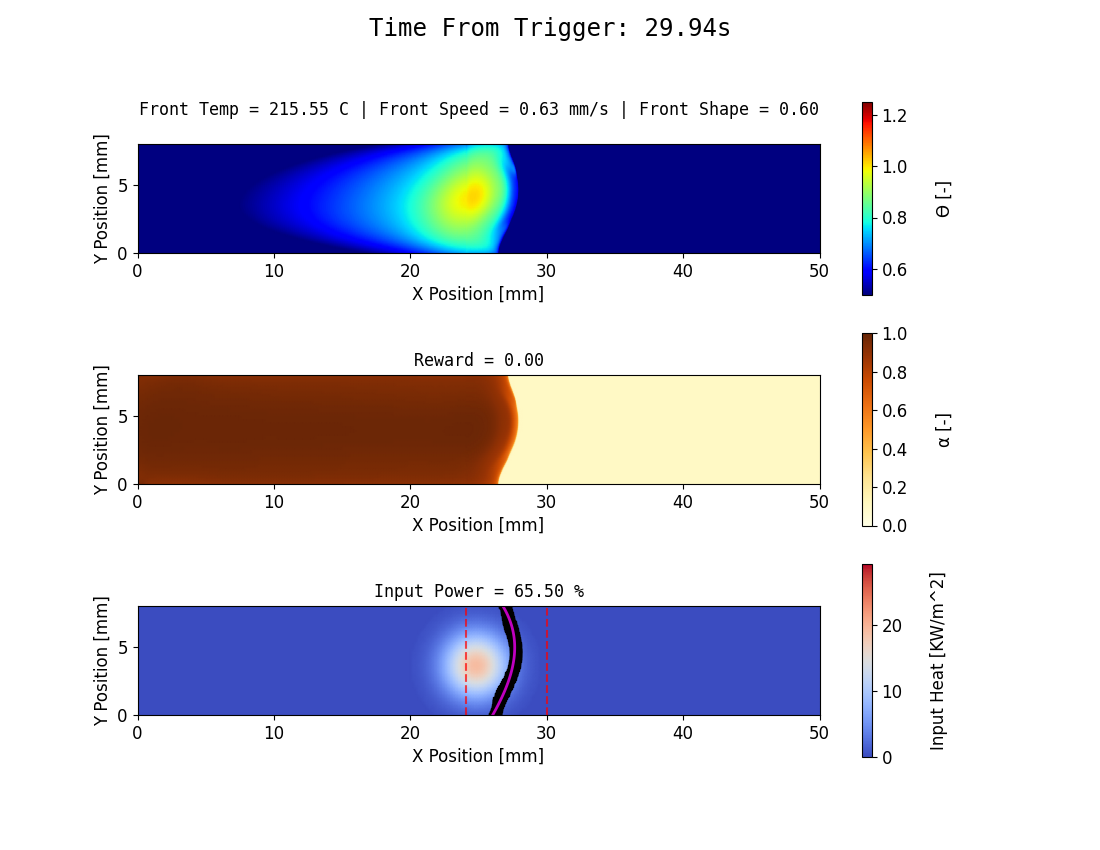 Time From Trigger: 29.94s
Front Temp = 215.55 C | Front Speed = 0.63 mm/s | Front Shape = 0.60
Y Position [mm]
5
0
0 10 20 30 40 50
X Position [mm]
1.2
1.0
0.8
0.6
Θ [-]
Reward = 0.00
Y Position [mm]
5
0
0 10 20 30 40 50
X Position [mm]
1.0
0.8
0.6
0.4
0.2
0.0
α [-]
Input Power = 65.50 %
Y Position [mm]
5
0
0 10 20 30 40 50
X Position [mm]
20
10
0
Input Heat [KW/m^2]